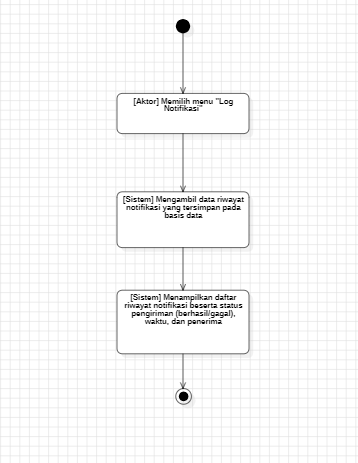 [Aktor] Memilih menu "Log
Notifikasi"
[Sistem] Mengambil data riwayat
notifikasi yang tersimpan pada
basis data
[Sistem] Menampilkan daftar
riwayat notifikasi beserta status
pengiriman (berhasil/gagal),
waktu, dan penerima